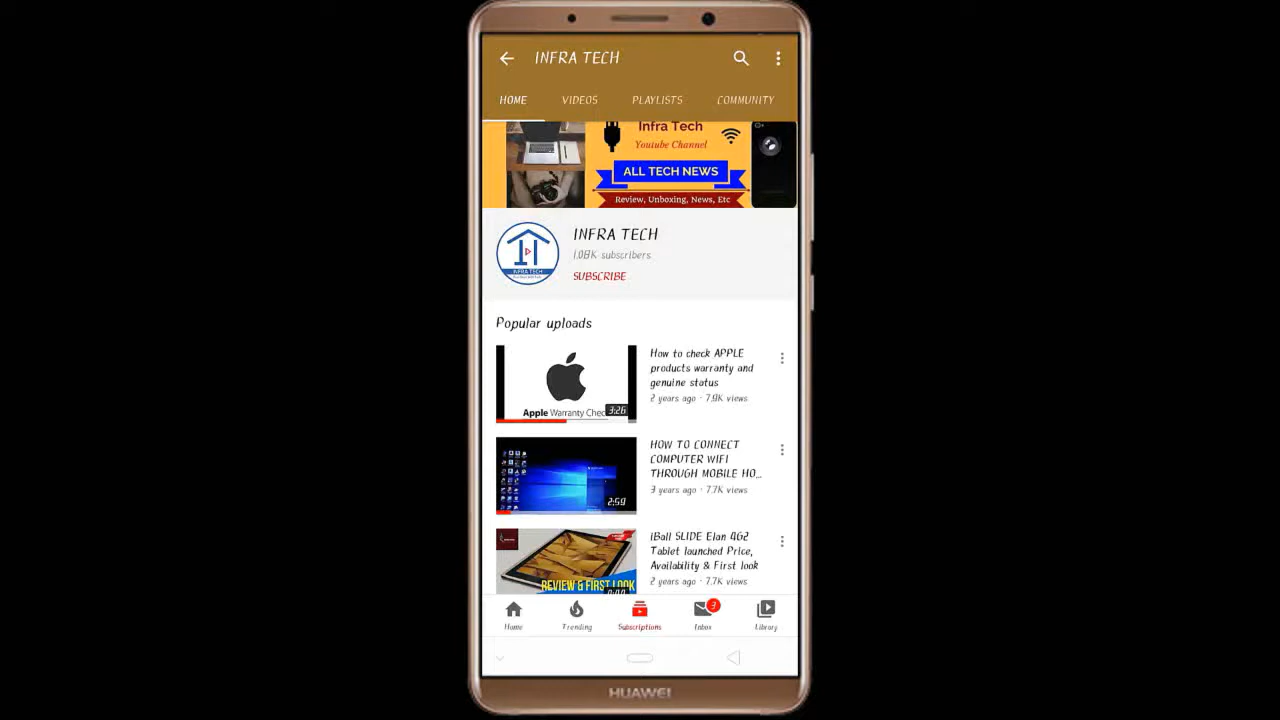 INFRA TECH
HOME VIDEOS PLAYLISTS COMMUNITY
Infra Tech
Youtube Channel
ALL TECH NEWS
Review, Unboxing, News, Etc
INFRA TECH
1.08K subscribers
SUBSCRIBE
INFRA TECH
Popular uploads
How to check APPLE
products warranty and
genuine status
2 years ago · 7.9K views
Apple Warranty Chec
3:26
HOW TO CONNECT
COMPUTER WIFI
THROUGH MOBILE HO...
3 years ago · 7.7K views
2:59
iBall SLIDE Elan 4G2
Tablet launched Price,
Availability & First look
2 years ago · 7.7K views
REVIEW & FIRST LOOK
3
Home Trending Subscriptions Inbox Library
HUAWEI